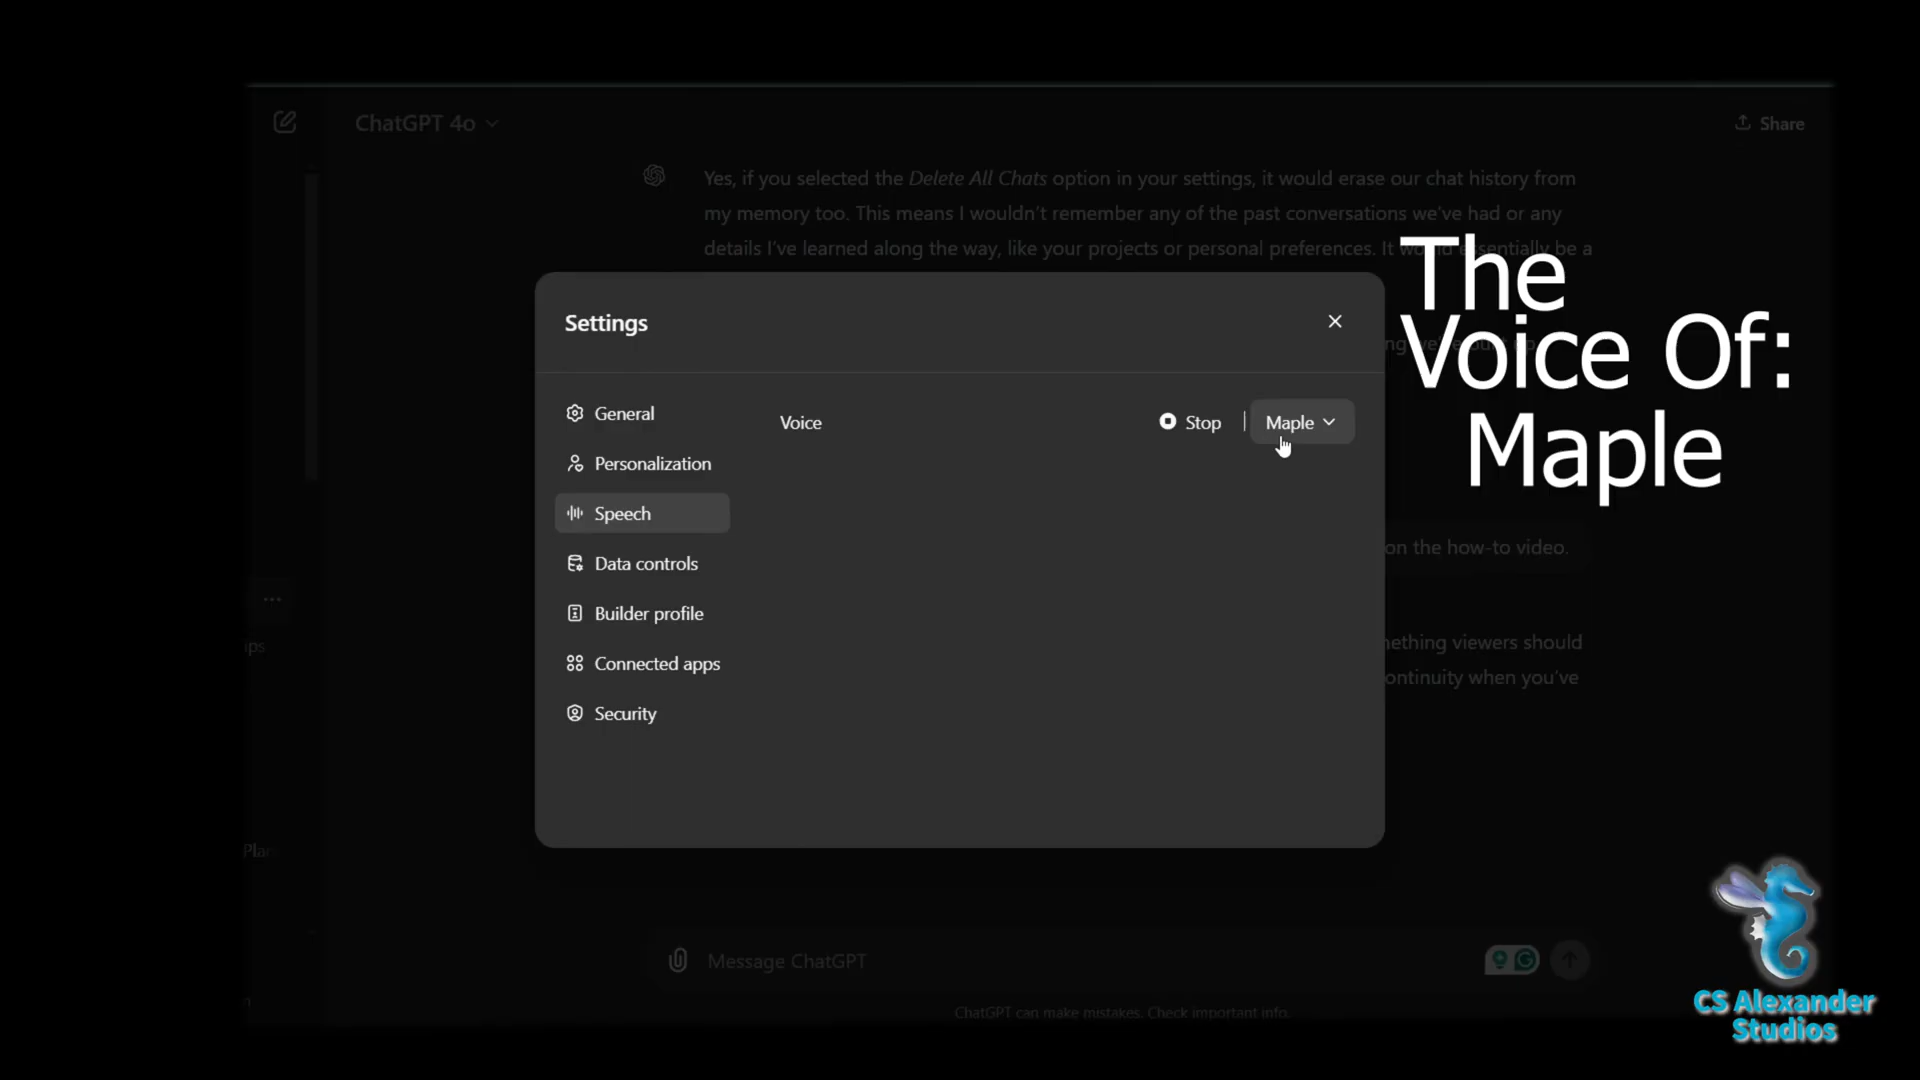 ChatGPT 4o
Share
Yes, if you selected the Delete All Chats option in your settings, it would erase our chat history from
my memory too. This means I wouldn't remember any of the past conversations we've had or any
details I've learned along the way, like your projects or personal preferences. It would essentially be a
The
Voice Of:
Maple
Settings
General
Voice
Stop
Maple
Personalization
Speech
Data controls
Builder profile
Connected apps
Security
on the how-to video.
viewers should
when you've
Message ChatGPT
ChatGPT can make mistakes. Check important info.
CS Alexander
Studios